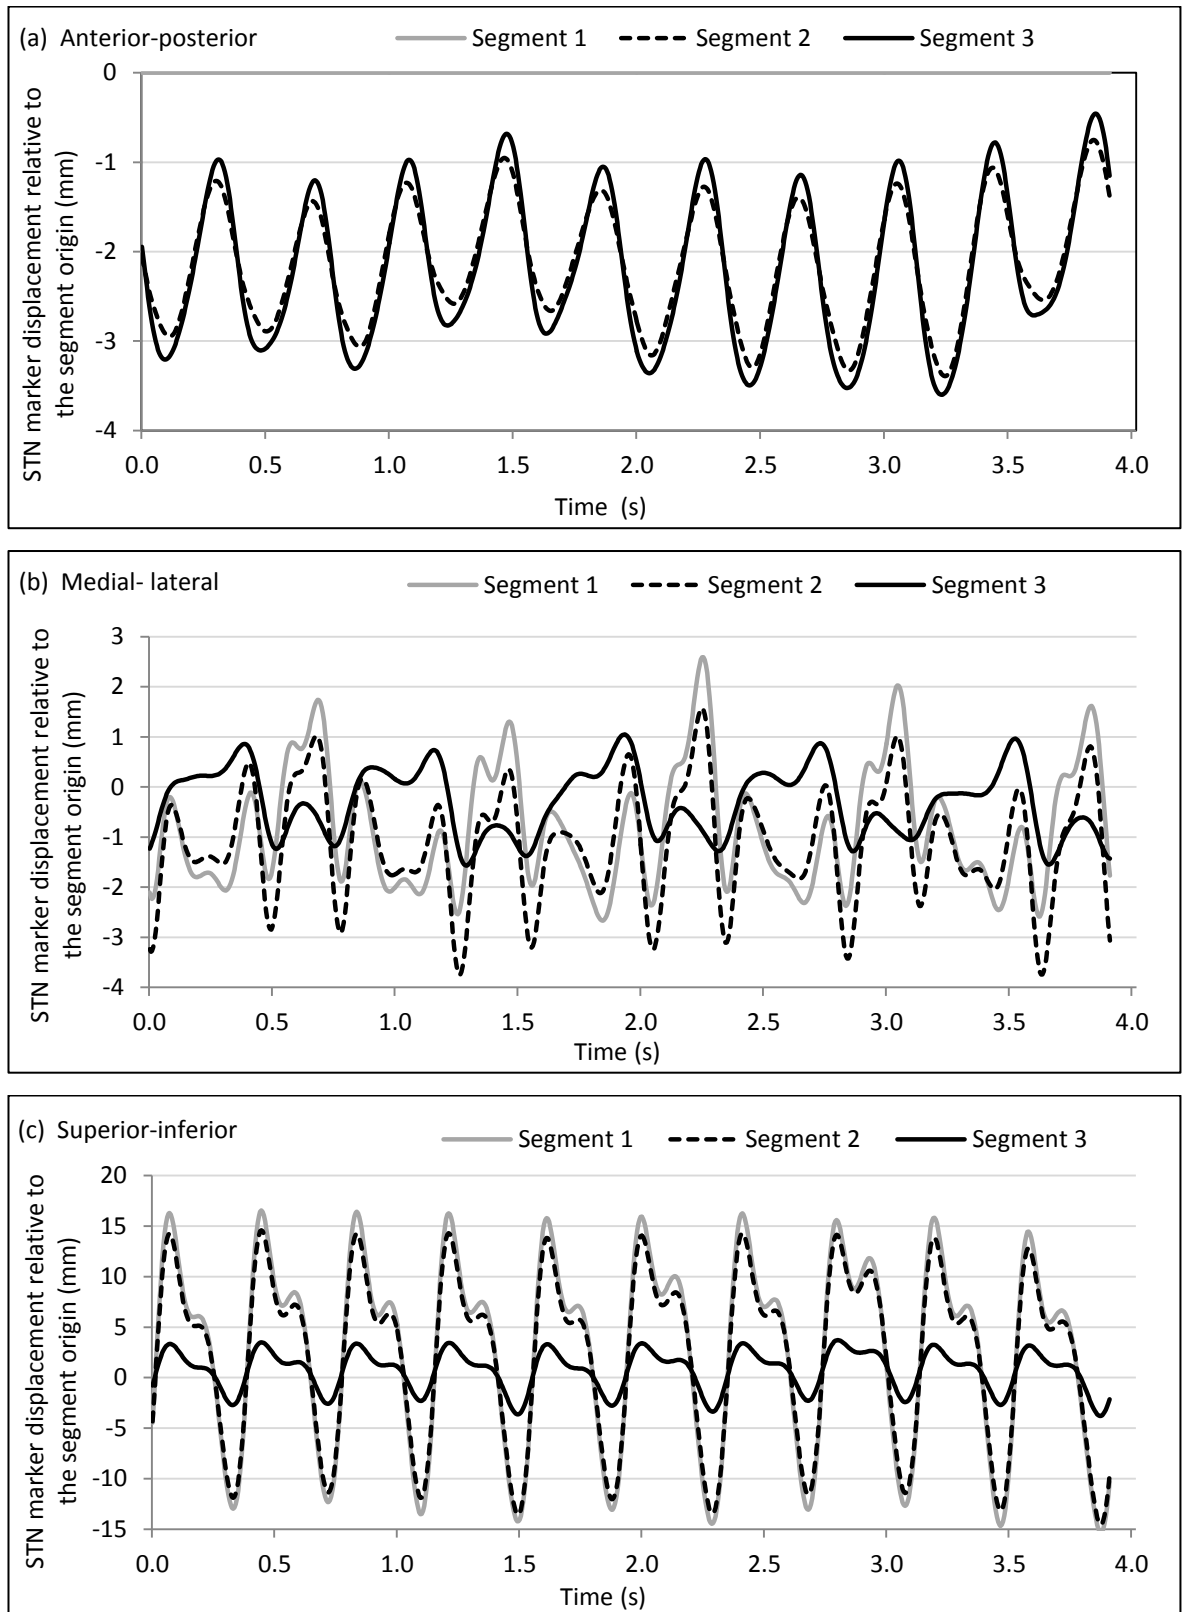 (a) Anterior-posterior
Segment 1 Segment 2 Segment 3
STN marker displacement relative to
the segment origin (mm)
0
-1
-2
-3
-4
0.0 0.5 1.0 1.5 2.0 2.5 3.0 3.5 4.0
Time (s)
(b) Medial- lateral
Segment 1 Segment 2 Segment 3
STN marker displacement relative to
the segment origin (mm)
3
2
1
0
-1
-2
-3
-4
0.0 0.5 1.0 1.5 2.0 2.5 3.0 3.5 4.0
Time (s)
(c) Superior-inferior
Segment 1 Segment 2 Segment 3
STN marker displacement relative to
the segment origin (mm)
20
15
10
5
0
-5
-10
-15
0.0 0.5 1.0 1.5 2.0 2.5 3.0 3.5 4.0
Time (s)